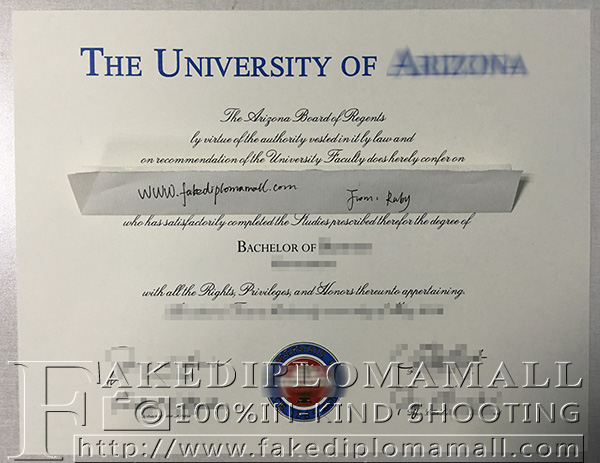 THE UNIVERSITY OF ARIZONA
The Arizona Board of Regents
by virtue of the authority vested in it by law and
on recommendation of the University Faculty does hereby confer on
www.fakediplomamall.com From: Ruby
who has satisfactorily completed the Studies prescribed therefor the degree of
BACHELOR OF
with all the Rights, Privileges, and Honors thereunto appertaining.
FAKEDIPLOMAMALL
©100%IN KIND SHOOTING
http://www.fakediplomamall.com